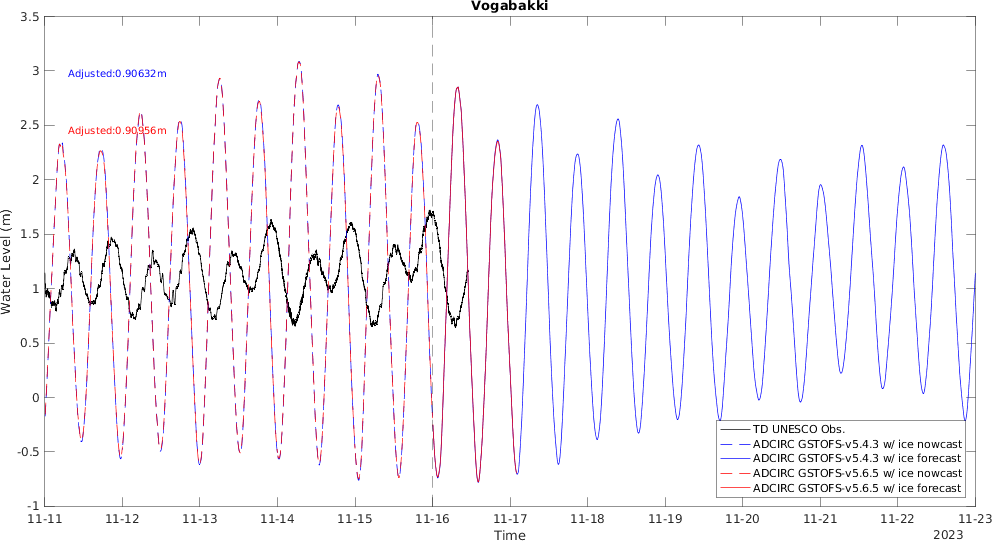 Vogabakki
3.5
3
2.5
2
1.5
1
0.5
0
-0.5
-1
Water Level (m)
Adjusted:0.90632m
Adjusted:0.90956m
TD UNESCO Obs.
ADCIRC GSTOFS-v5.4.3 w/ ice nowcast
ADCIRC GSTOFS-v5.4.3 w/ ice forecast
ADCIRC GSTOFS-v5.6.5 w/ ice nowcast
ADCIRC GSTOFS-v5.6.5 w/ ice forecast
11-11 11-12 11-13 11-14 11-15 11-16 11-17 11-18 11-19 11-20 11-21 11-22 11-23
Time
2023